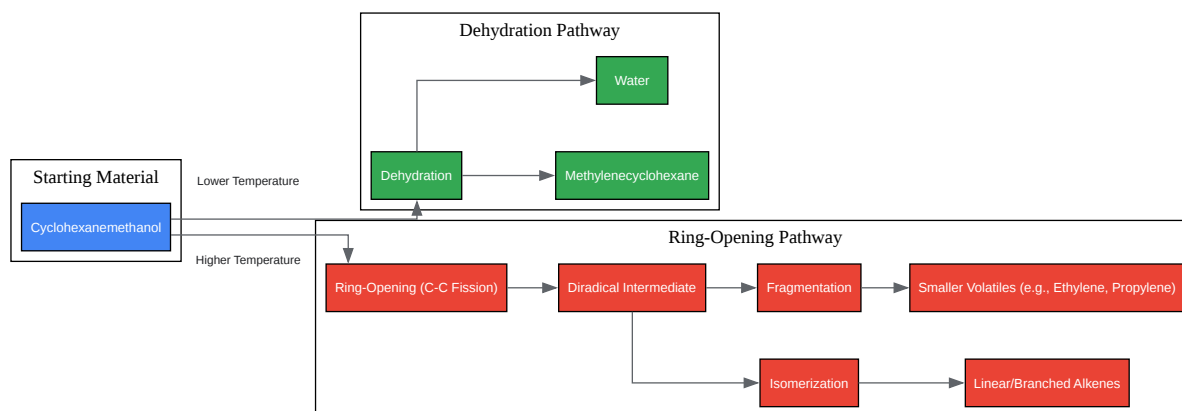 Dehydration Pathway
Water
Dehydration
Methylenecyclohexane
Starting Material
Cyclohexanemethanol
Lower Temperature
Higher Temperature
Ring-Opening Pathway
Ring-Opening (C-C Fission)
Diradical Intermediate
Fragmentation
Smaller Volatiles (e.g., Ethylene, Propylene)
Isomerization
Linear/Branched Alkenes